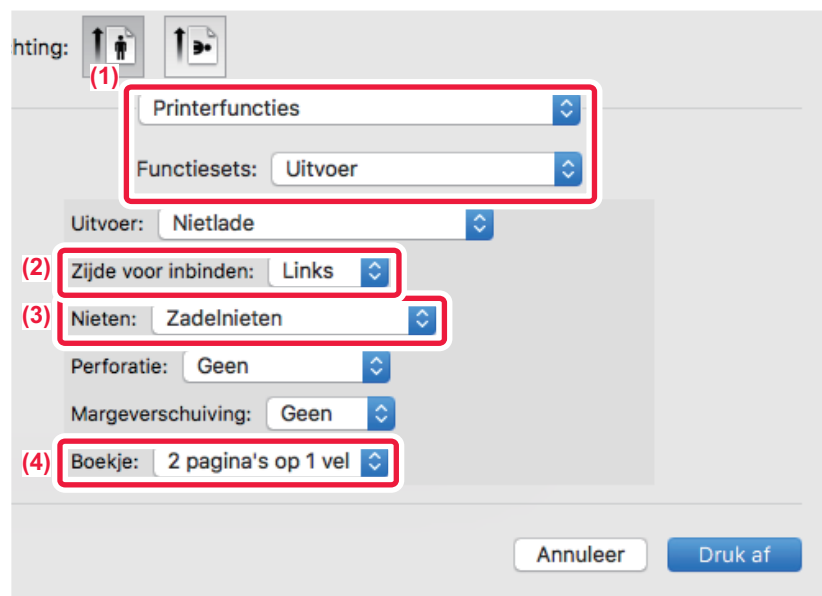 hting:
(1)
Printerfuncties
Functiesets: Uitvoer
Uitvoer: Nietlade
(2) Zijde voor inbinden: Links
(3) Nieten: Zadelnieten
Perforatie: Geen
Margeverschuiving: Geen
(4) Boekje: 2 pagina's op 1 vel
Annuleer Druk af